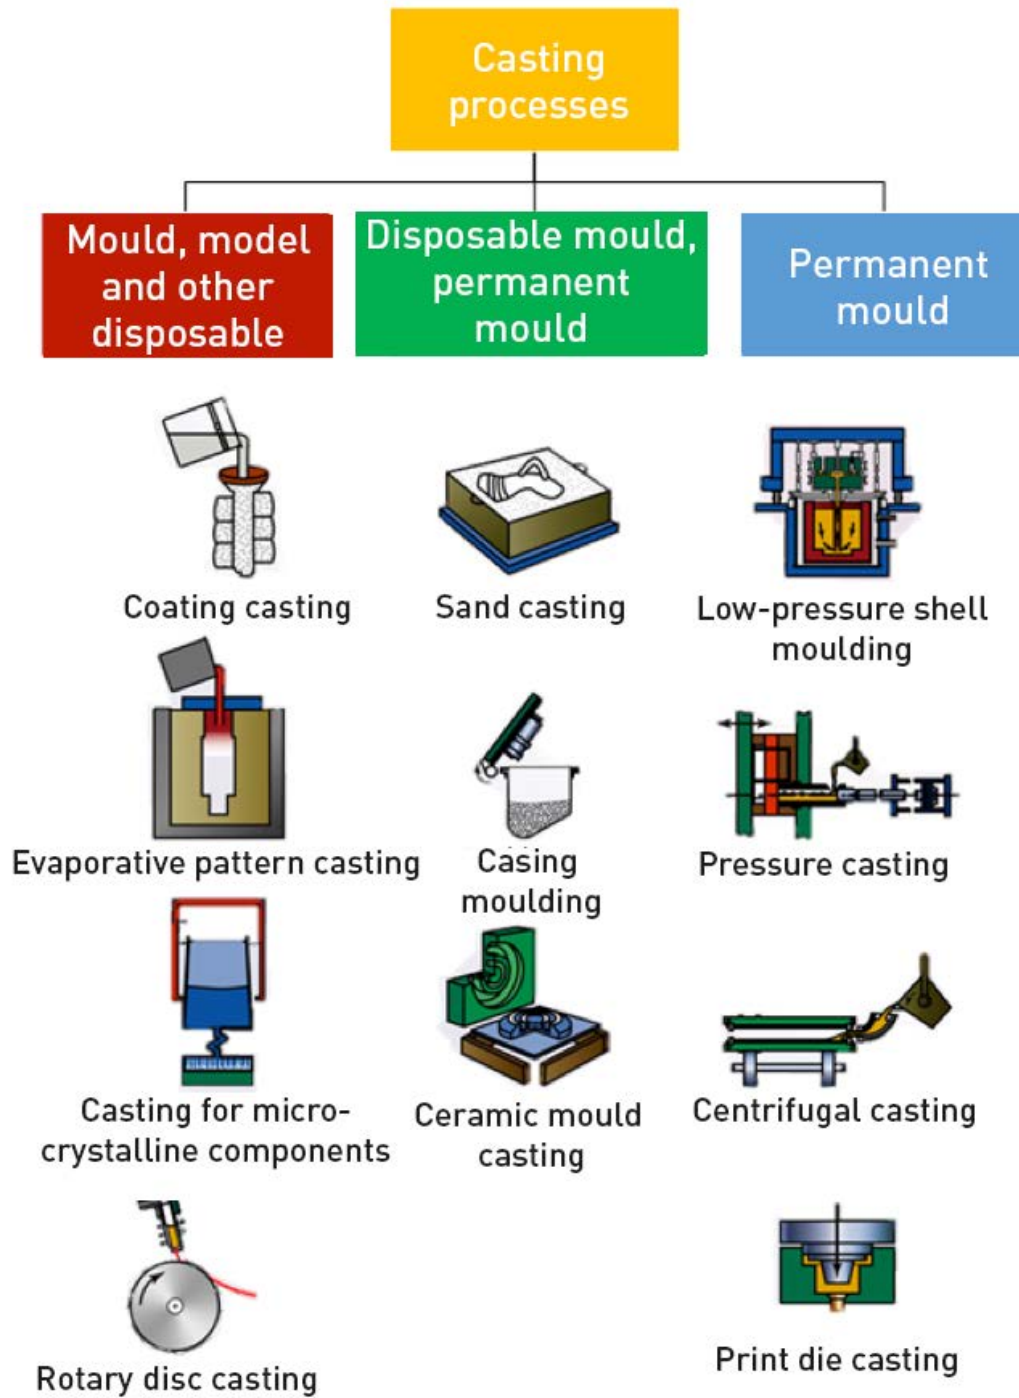 Casting
processes
Mould, model
and other
disposable
Disposable mould,
permanent
mould
Permanent
mould
Coating casting
Sand casting
Low-pressure shell
moulding
Evaporative pattern casting
Casing
moulding
Pressure casting
Casting for micro-
crystalline components
Ceramic mould
casting
Centrifugal casting
Rotary disc casting
Print die casting